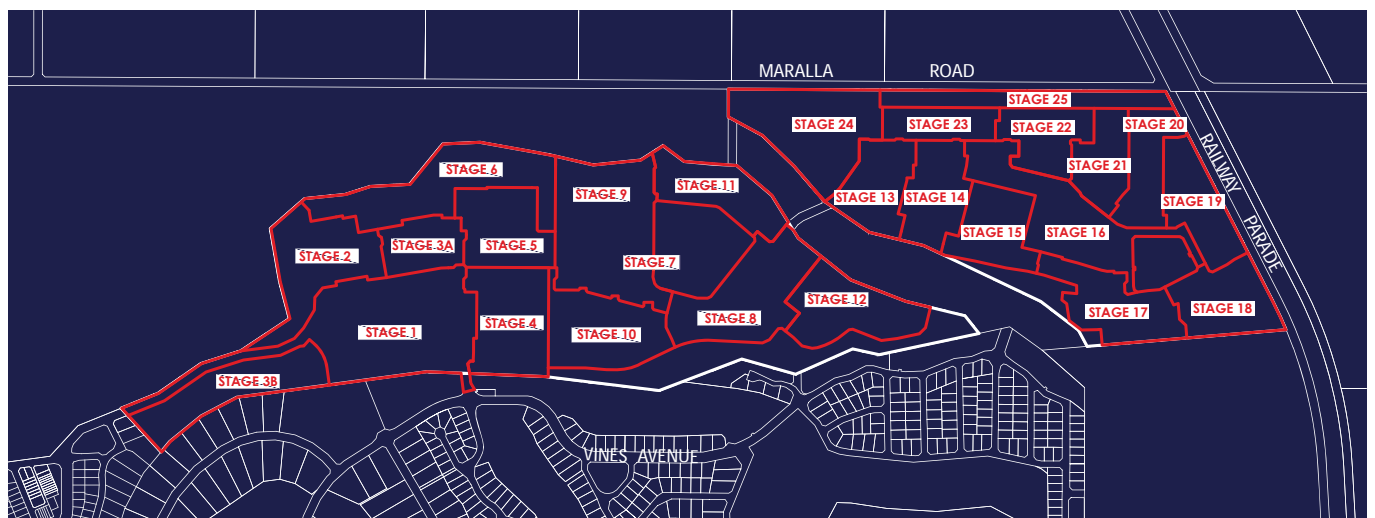 MARALLA ROAD
STAGE 25
STAGE 24
STAGE 23
STAGE 22
STAGE 20
RAILWAY PARADE
STAGE 21
STAGE 6
STAGE 11
STAGE 9
STAGE 13
STAGE 14
STAGE 19
STAGE 15
STAGE 16
STAGE 2
STAGE 3A
STAGE 5
STAGE 7
STAGE 12
STAGE 17
STAGE 18
STAGE 1
STAGE 4
STAGE 10
STAGE 8
STAGE 3B
VINES AVENUE